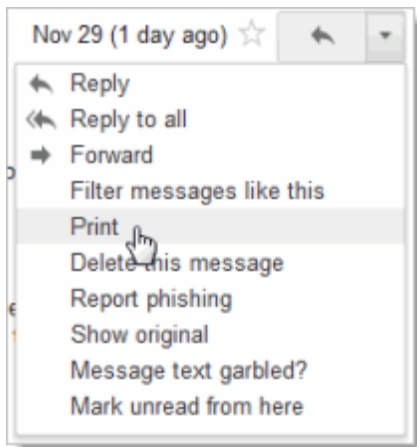 Nov 29 (1 day ago)
Reply
Reply to all
Forward
Filter messages like this
Print
Delete this message
Report phishing
Show original
Message text garbled?
Mark unread from here